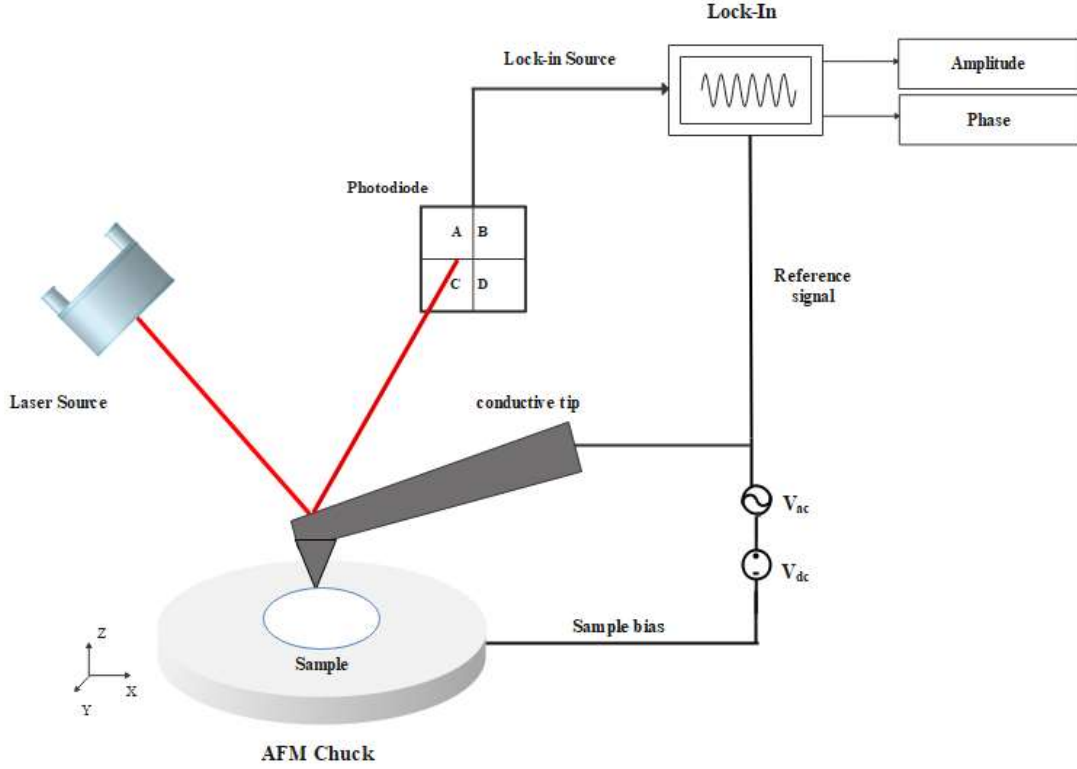 Lock-In
Lock-in Source
Amplitude
Phase
Photodiode
A B
C D
Reference
signal
Laser Source
conductive tip
Vac
Vdc
Sample bias
Sample
Z
X
Y
AFM Chuck